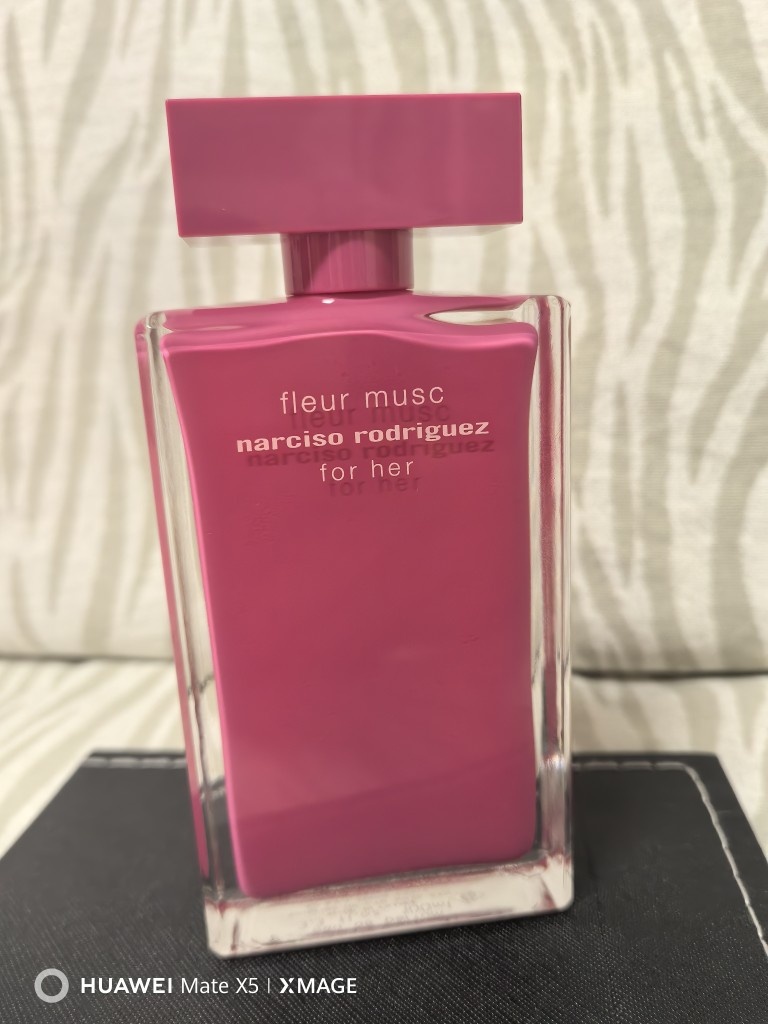 fleur musc
narciso rodriguez
for her
HUAWEI Mate X5 | XMAGE